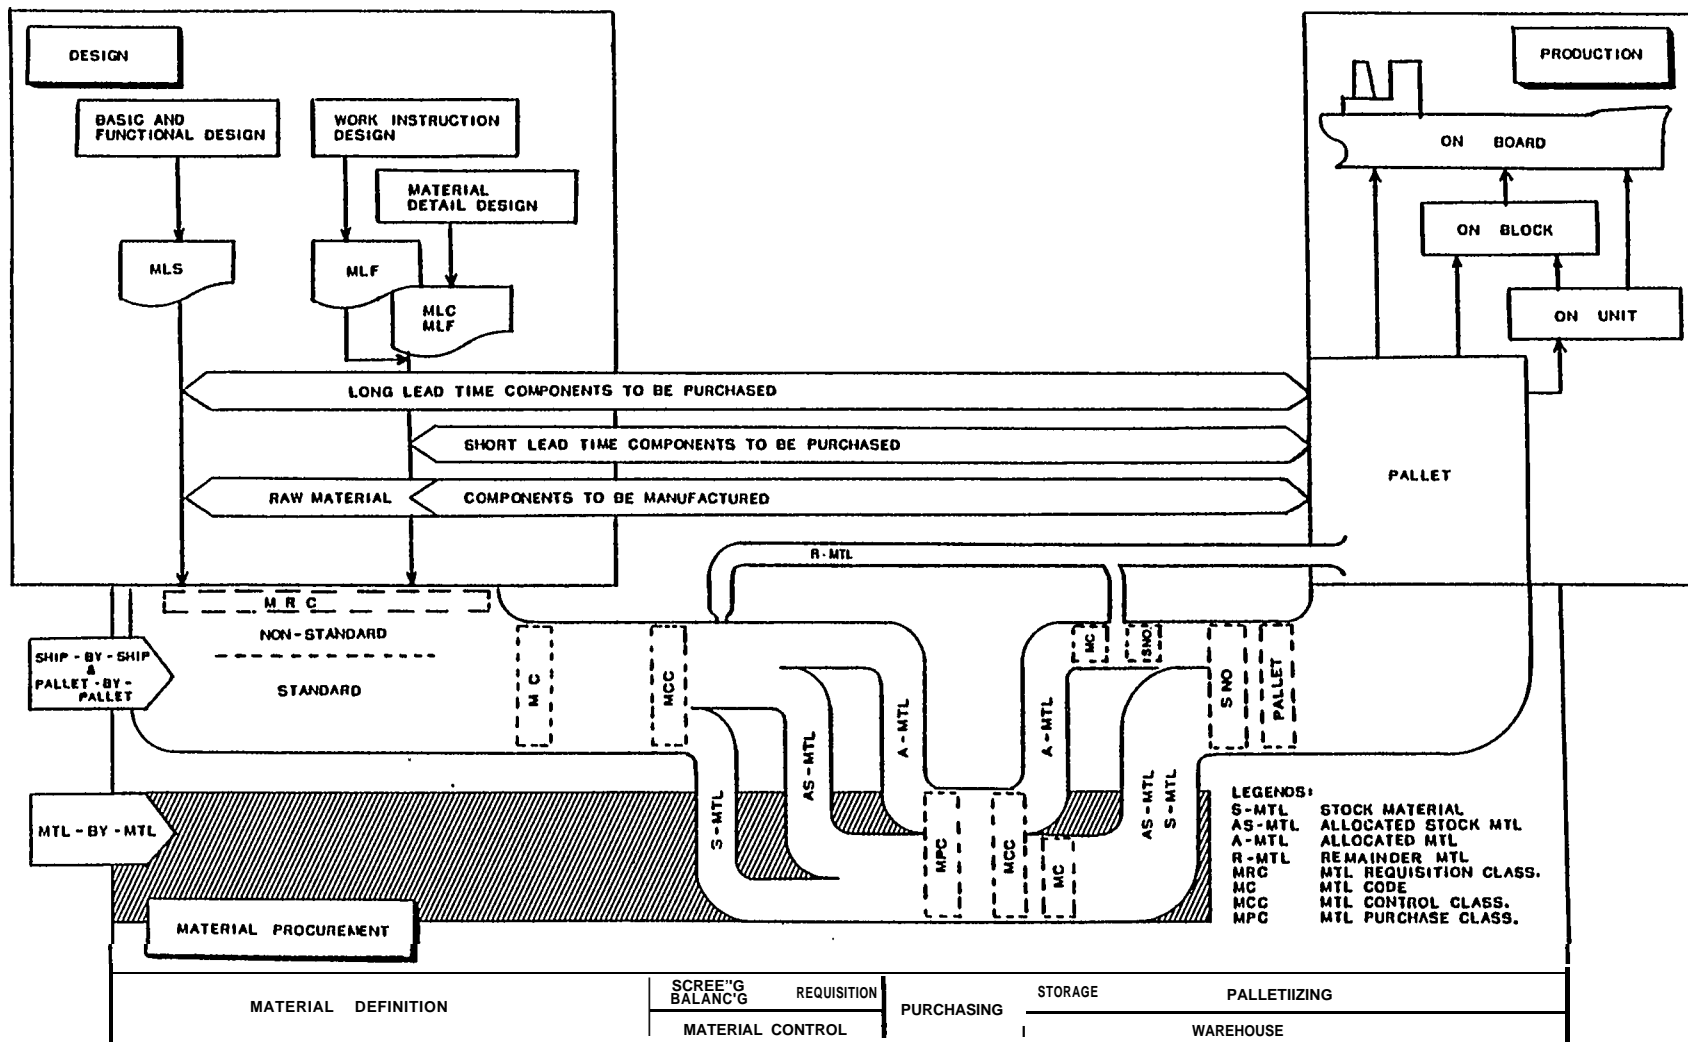 DESIGN
BASIC AND
FUNCTIONAL DESIGN
WORK INSTRUCTION
DESIGN
MATERIAL
DETAIL DESIGN
MLS
MLF
MLC
MLF
PRODUCTION
ON BOARD
ON BLOCK
ON UNIT
LONG LEAD TIME COMPONENTS TO BE PURCHASED
SHORT LEAD TIME COMPONENTS TO BE PURCHASED
RAW MATERIAL
COMPONENTS TO BE MANUFACTURED
PALLET
R-MTL
MRC
NON-STANDARD
STANDARD
SHIP-BY-SHIP
&
PALLET-BY-
PALLET
MC
MCC
MC
SNO
S NO
PALLET
A-MTL
A-MTL
AS-MTL
S-MTL
AS-MTL
S-MTL
MPC
MCC
MC
MTL-BY-MTL
MATERIAL PROCUREMENT
LEGENDS:
S-MTL STOCK MATERIAL
AS-MTL ALLOCATED STOCK MTL
A-MTL ALLOCATED MTL
R-MTL REMAINDER MTL
MRC MTL REQUISITION CLASS.
MC MTL CODE
MCC MTL CONTROL CLASS.
MPC MTL PURCHASE CLASS.
MATERIAL DEFINITION
SCREE"G
BALANC'G
REQUISITION
MATERIAL CONTROL
PURCHASING
STORAGE
PALLETIIZING
WAREHOUSE